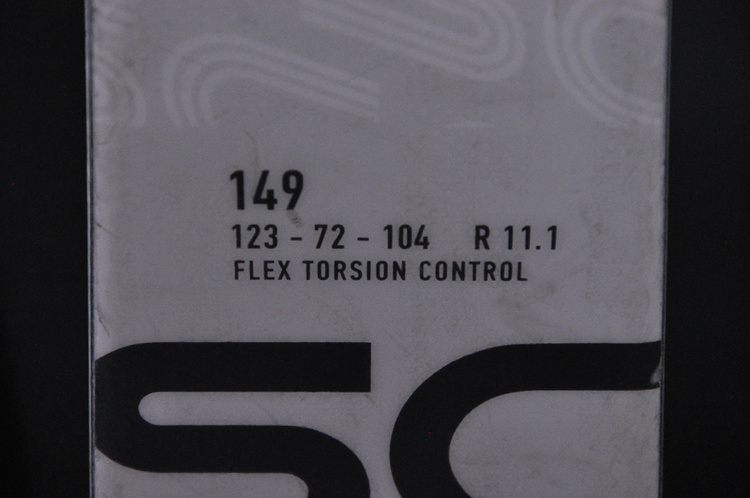 149
123 - 72 - 104 R 11.1
FLEX TORSION CONTROL
SC